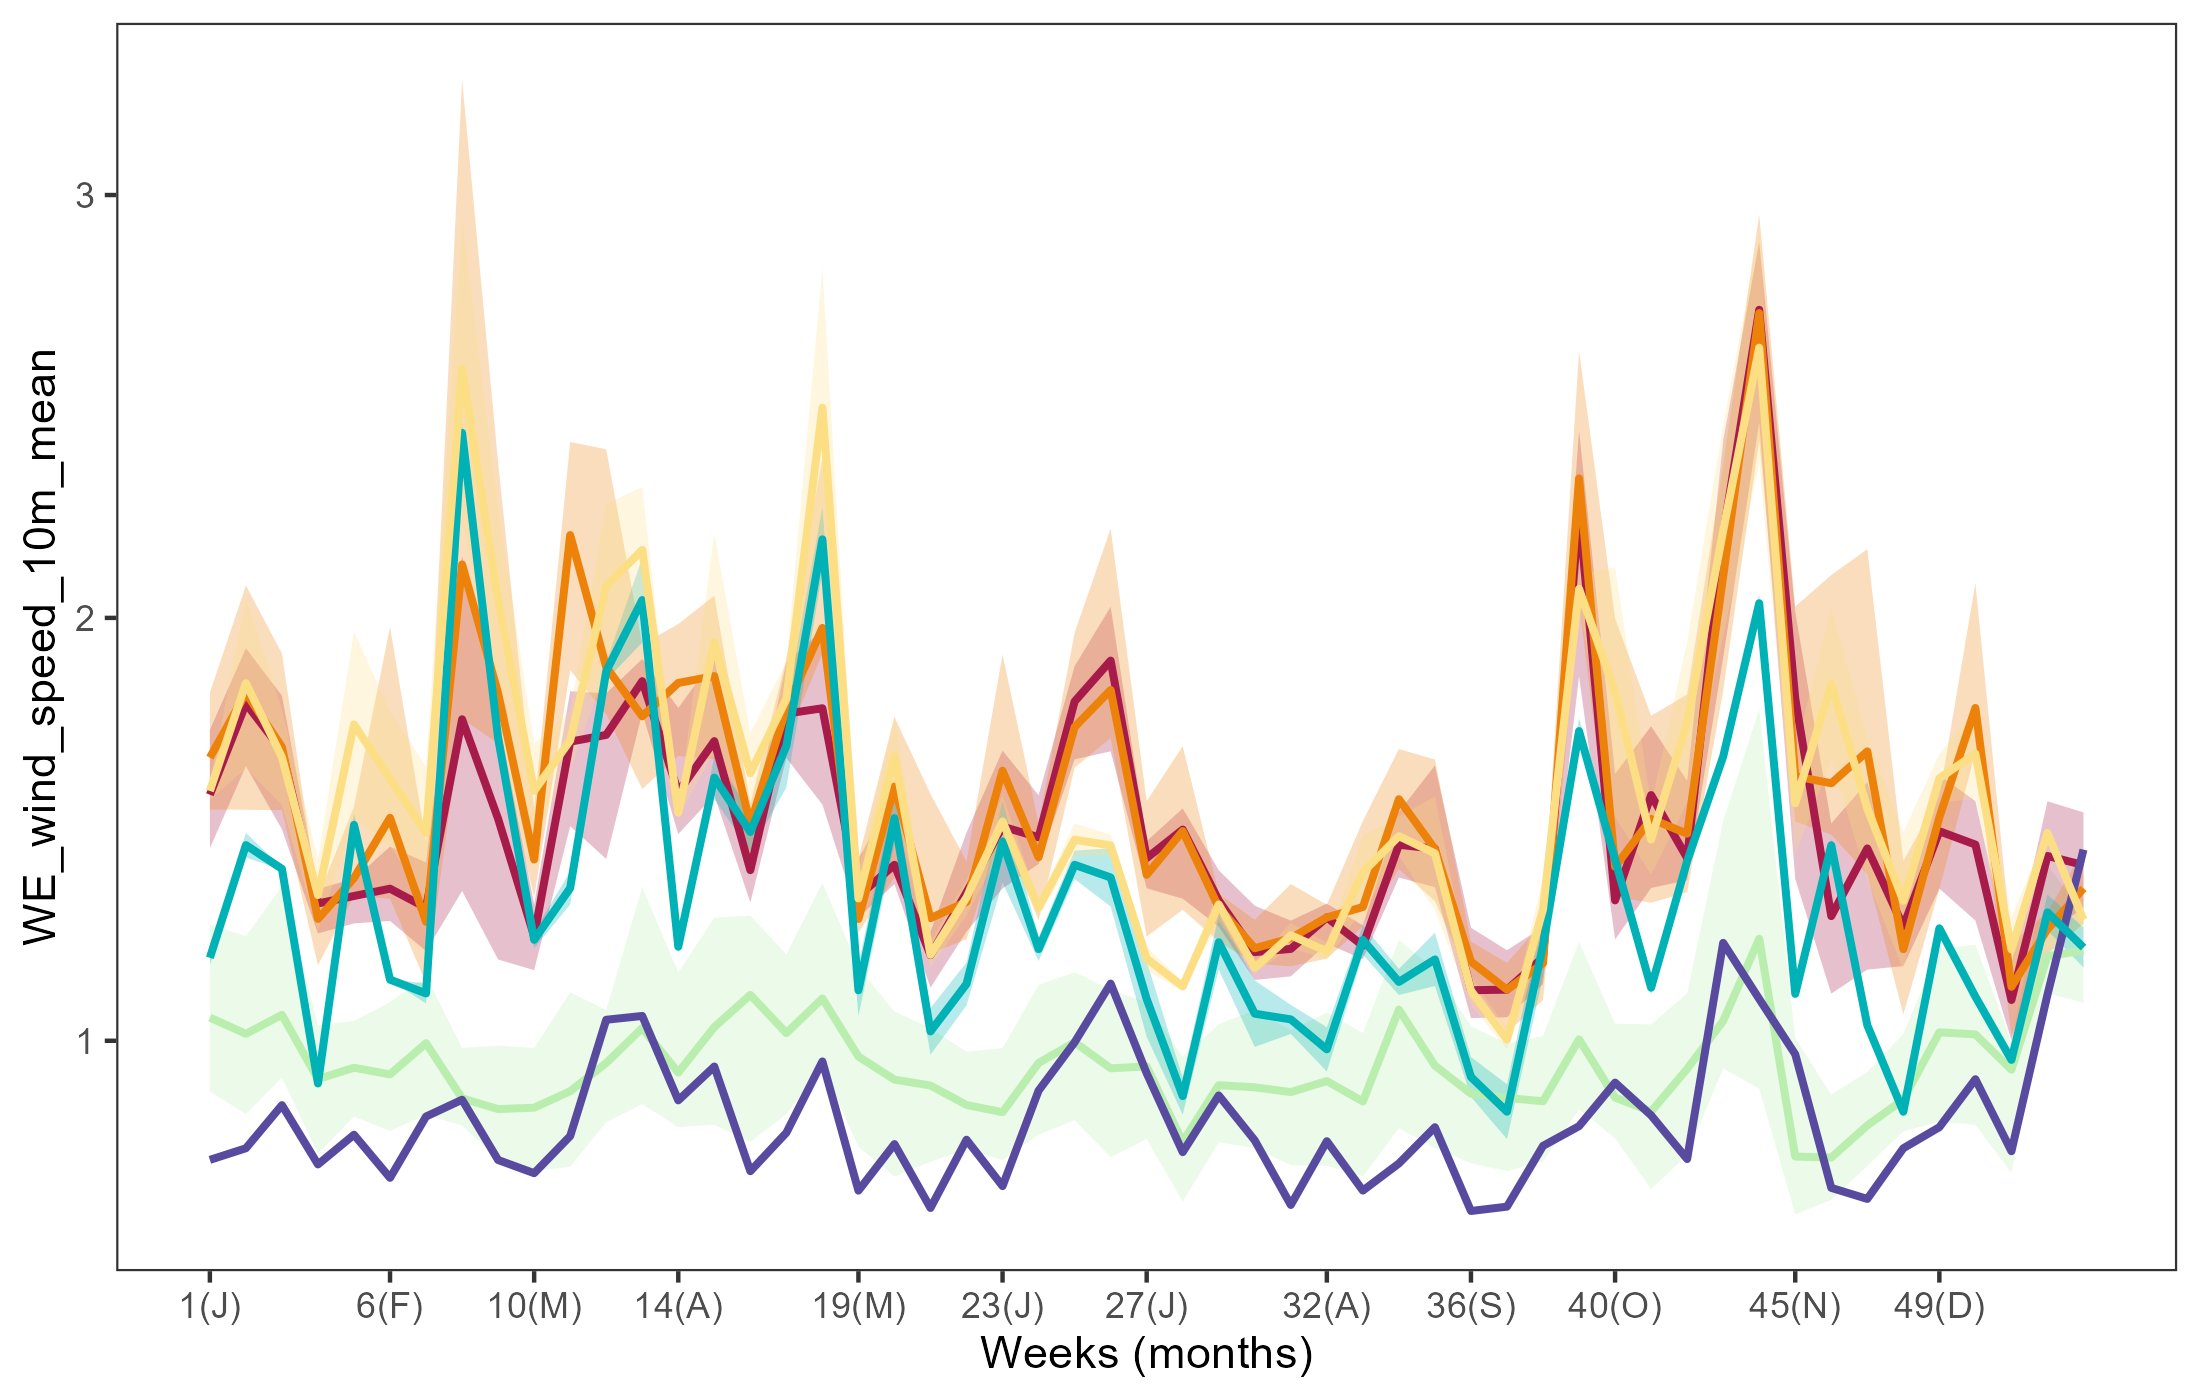 WE_wind_speed_10m_mean
3
2
1
1(J) 6(F) 10(M) 14(A) 19(M) 23(J) 27(J) 32(A) 36(S) 40(O) 45(N) 49(D)
Weeks (months)